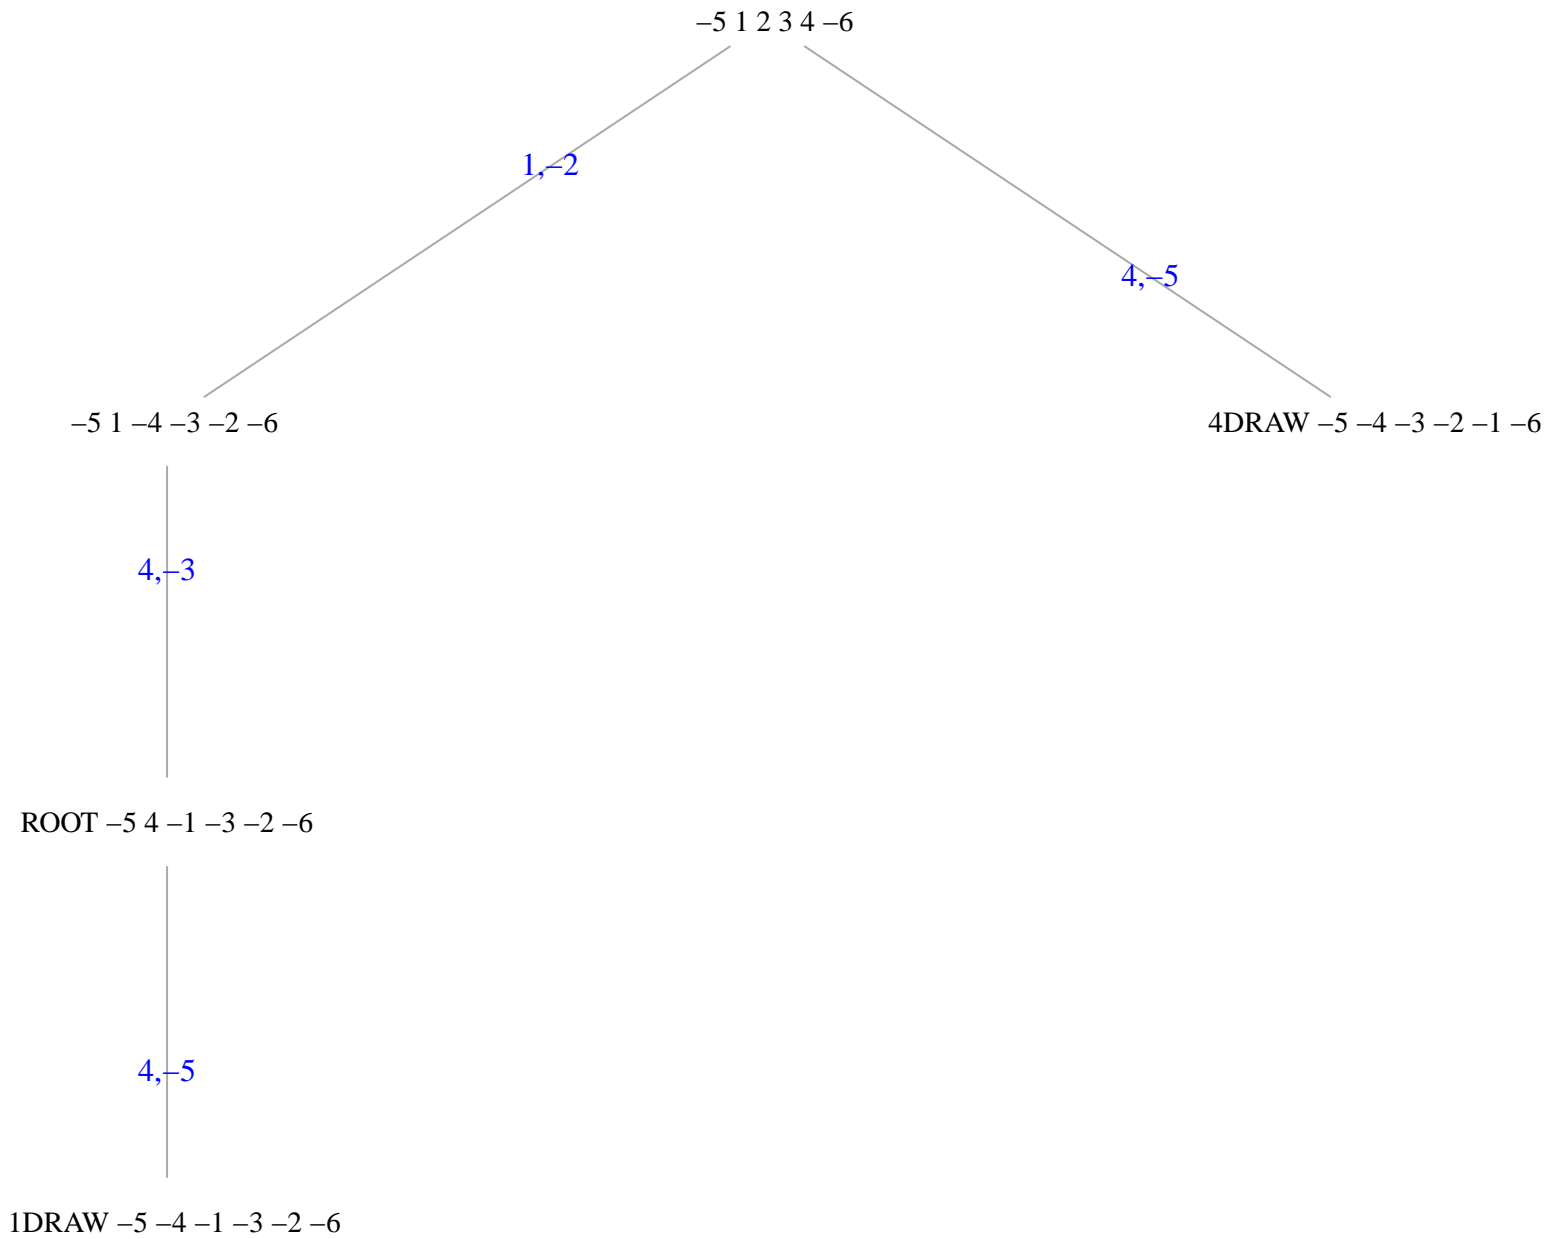 –5 1 2 3 4 –6
1,–2
4,–5
–5 1 –4 –3 –2 –6
4DRAW –5 –4 –3 –2 –1 –6
4,–3
ROOT –5 4 –1 –3 –2 –6
4,–5
1DRAW –5 –4 –1 –3 –2 –6